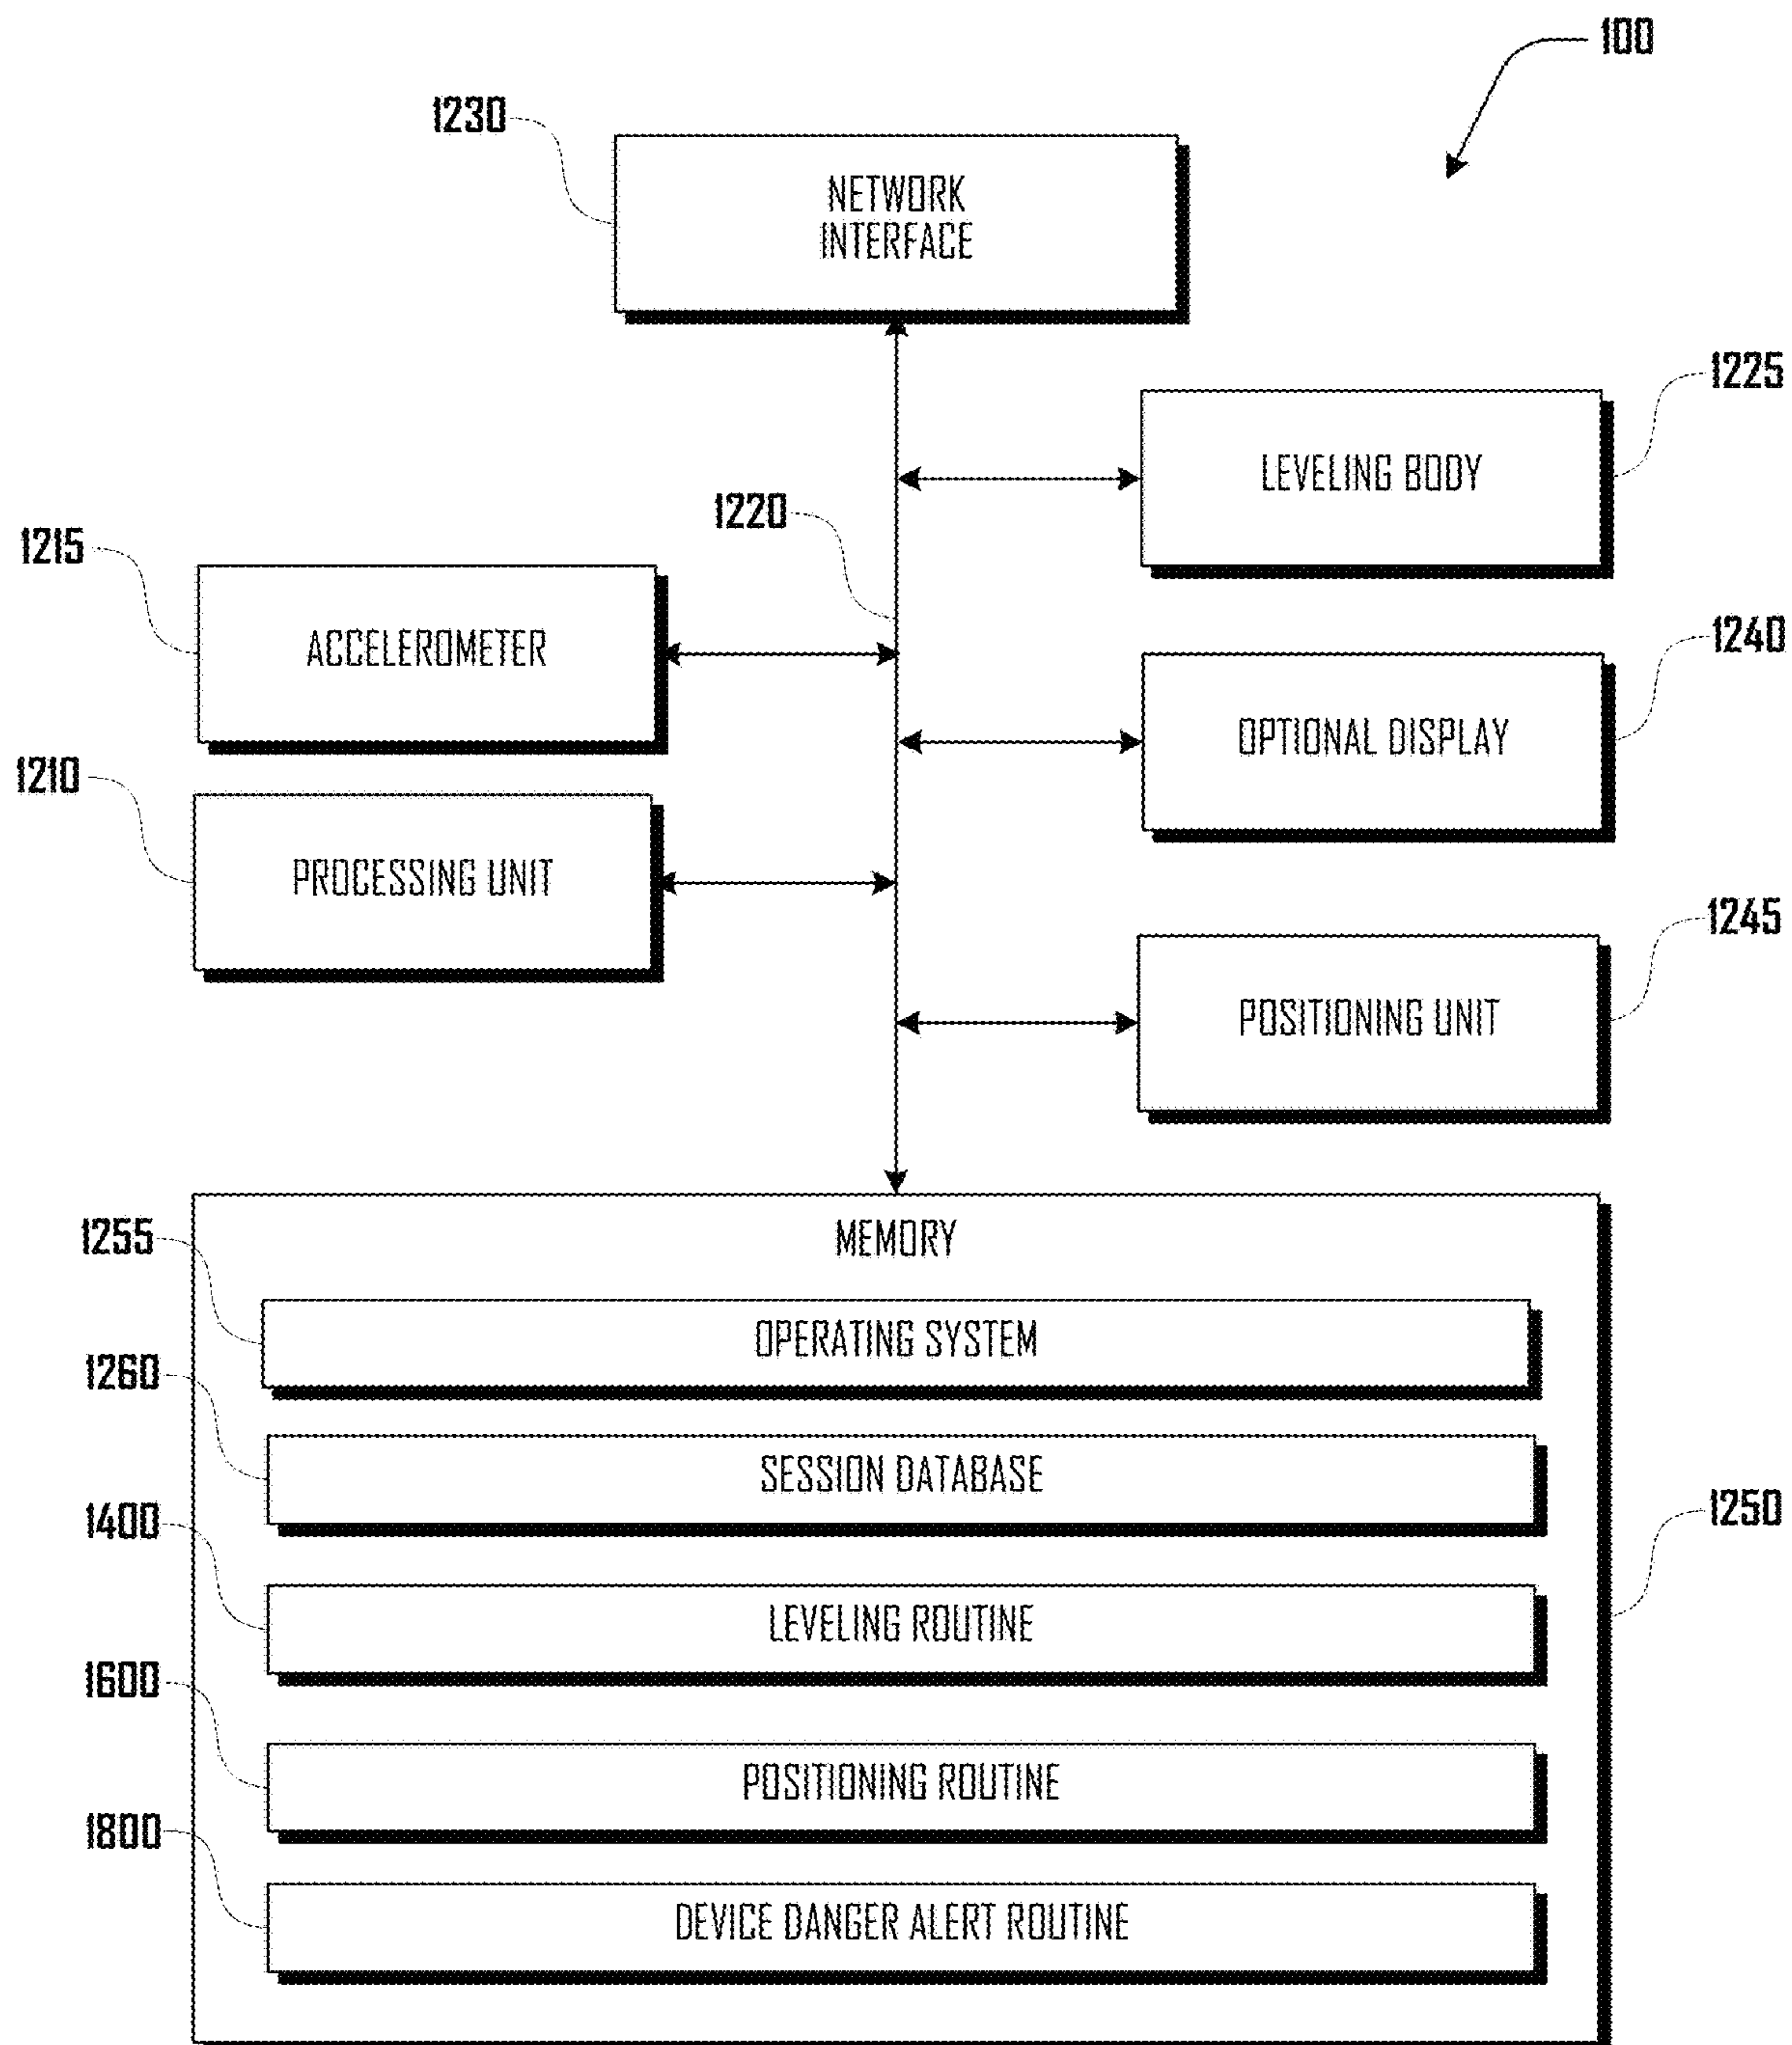 100
1230
NETWORK
INTERFACE
1225
LEVELING BODY
1220
1215
ACCELEROMETER
1240
OPTIONAL DISPLAY
1210
PROCESSING UNIT
1245
POSITIONING UNIT
1255
MEMORY
OPERATING SYSTEM
1260
SESSION DATABASE
1400
1250
LEVELING ROUTINE
1600
POSITIONING ROUTINE
1800
DEVICE DANGER ALERT ROUTINE